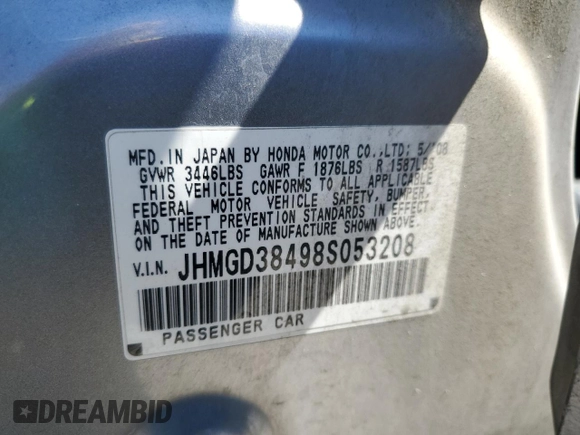 MFD.IN JAPAN BY HONDA MOTOR CO.,LTD; 5/'08
GVWR 3446LBS GAWR F 1876LBS R 1587LBS
THIS VEHICLE CONFORMS TO ALL APPLICABLE
FEDERAL MOTOR VEHICLE SAFETY, BUMPER,
AND THEFT PREVENTION STANDARDS IN EFFECT
ON THE DATE OF MANUFACTURE SHOWN ABOVE.
V.I.N. JHMGD38498S053208
PASSENGER CAR
DREAMBID